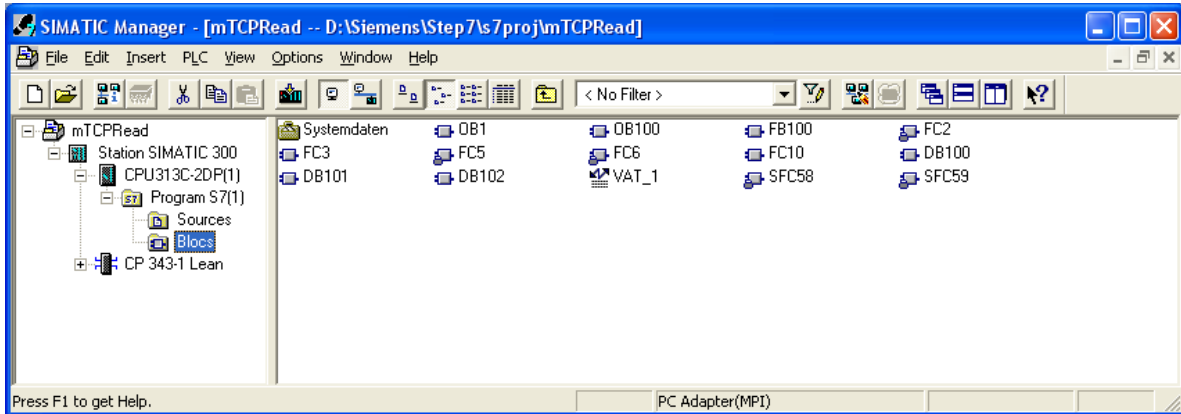 SIMATIC Manager - [mTCPRead -- D:\Siemens\Step7\s7proj\mTCPRead]
File Edit Insert PLC View Options Window Help
< No Filter >
mTCPRead
Station SIMATIC 300
CPU313C-2DP(1)
S7 Program S7(1)
Sources
Blocs
CP 343-1 Lean
Systemdaten OB1 OB100 FB100 FC2
FC3 FC5 FC6 FC10 DB100
DB101 DB102 VAT_1 SFC58 SFC59
Press F1 to get Help. PC Adapter(MPI)